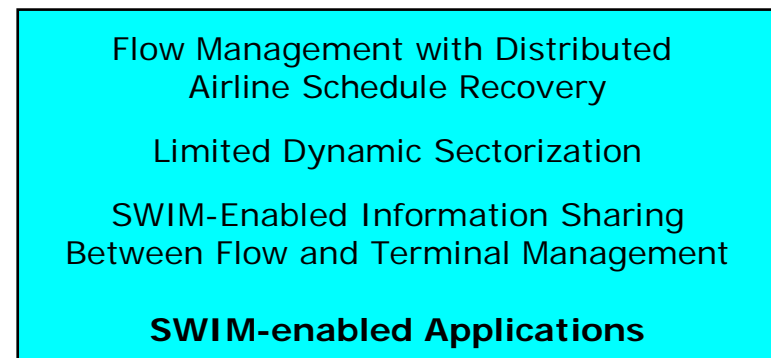 Flow Management with Distributed
Airline Schedule Recovery
Limited Dynamic Sectorization
SWIM-Enabled Information Sharing
Between Flow and Terminal Management
SWIM-enabled Applications